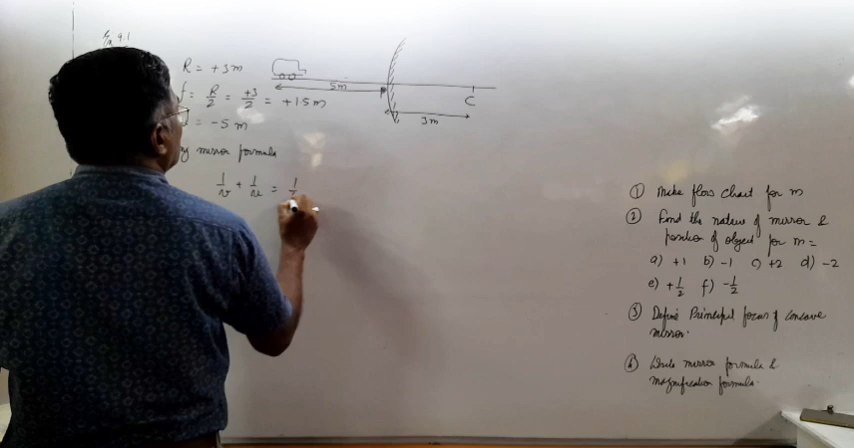 9.1
R = +3m
f = R/2 = +3/2 = +1.5m
= -5 m
mirror formula
1/v + 1/u = 1/
5m
P
C
3m
① Make flow chart for m
② Find the nature of mirror &
position of object for m =
a) +1 b) -1 c) +2 d) -2
e) +1/2 f) -1/2
③ Define Principal focus of concave
mirror.
Write mirror formula &
magnification formula.